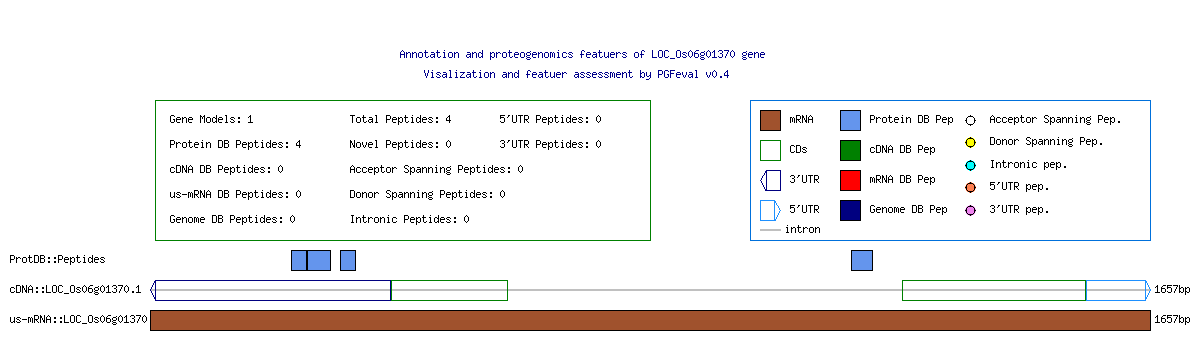 Annotation and proteogenomics featuers of LOC_Os06g01370 gene
Visalization and featuer assessment by PGFeval v0.4
Gene Models: 1
Total Peptides: 4
5'UTR Peptides: 0
Protein DB Peptides: 4
Novel Peptides: 0
3'UTR Peptides: 0
cDNA DB Peptides: 0
Acceptor Spanning Peptides: 0
us-mRNA DB Peptides: 0
Donor Spanning Peptides: 0
Genome DB Peptides: 0
Intronic Peptides: 0
mRNA
Protein DB Pep
Acceptor Spanning Pep.
CDs
cDNA DB Pep
Donor Spanning Pep.
3'UTR
mRNA DB Pep
Intronic pep.
5'UTR
Genome DB Pep
5'UTR pep.
3'UTR pep.
intron
ProtDB::Peptides
cDNA::LOC_Os06g01370.1
1657bp
us-mRNA::LOC_Os06g01370
1657bp